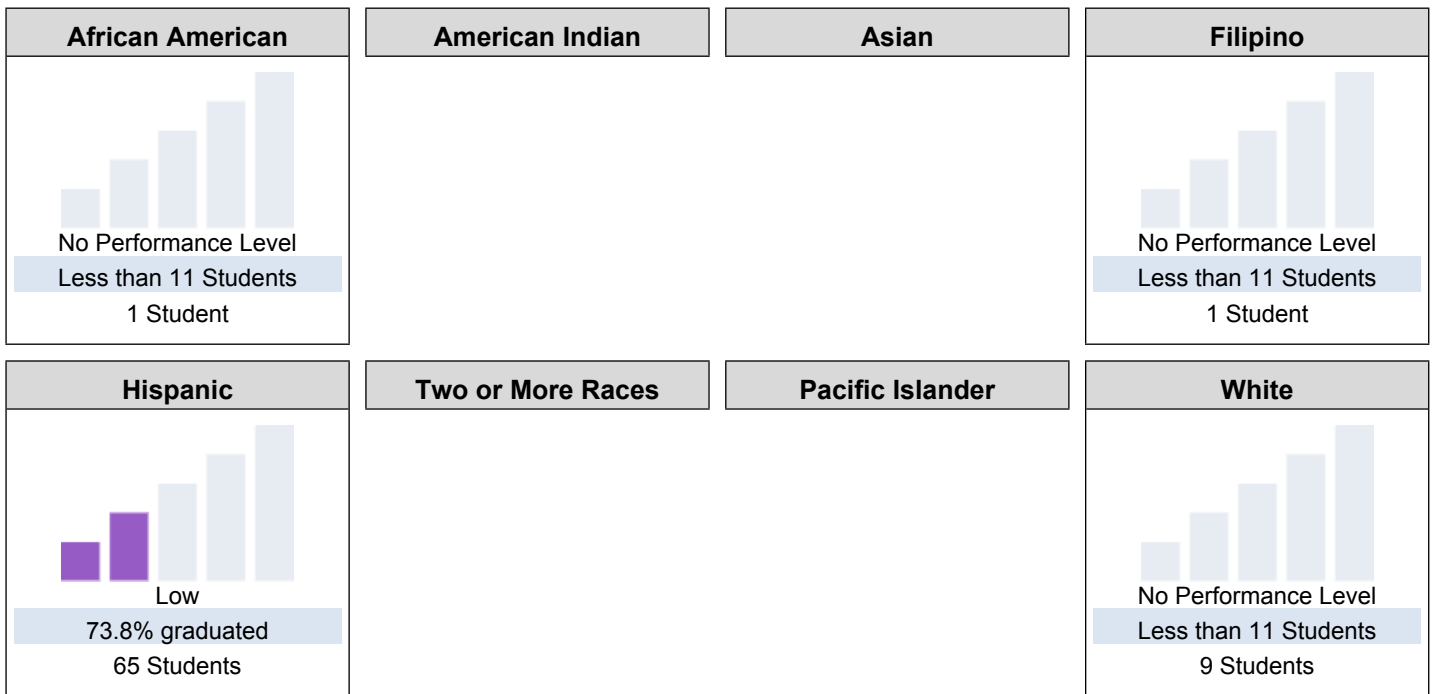 African American
American Indian
Asian
Filipino
No Performance Level
Less than 11 Students
1 Student
No Performance Level
Less than 11 Students
1 Student
Hispanic
Two or More Races
Pacific Islander
White
Low
73.8% graduated
65 Students
No Performance Level
Less than 11 Students
9 Students